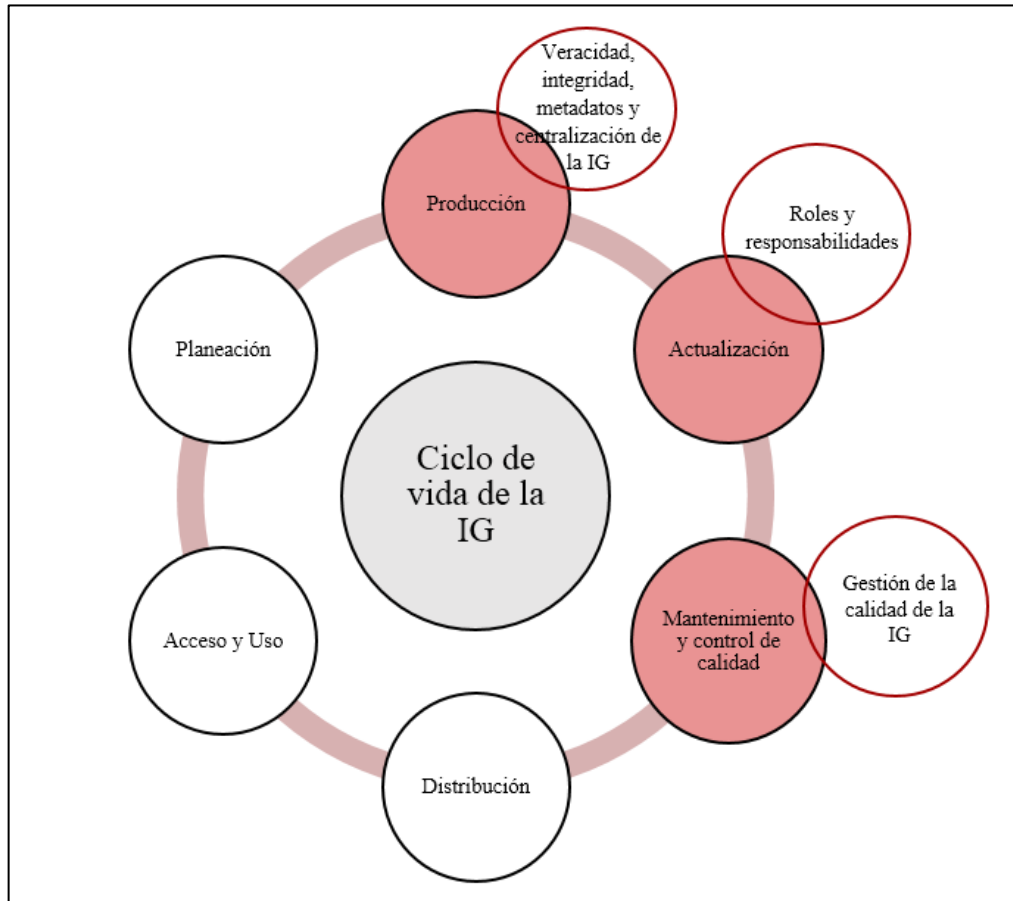 Veracidad,
integridad,
metadatos y
centralización de
la IG
Producción
Roles y
responsabilidades
Actualización
Planeación
Ciclo de
vida de la
IG
Gestión de la
calidad de la
IG
Mantenimiento
y control de
calidad
Acceso y Uso
Distribución